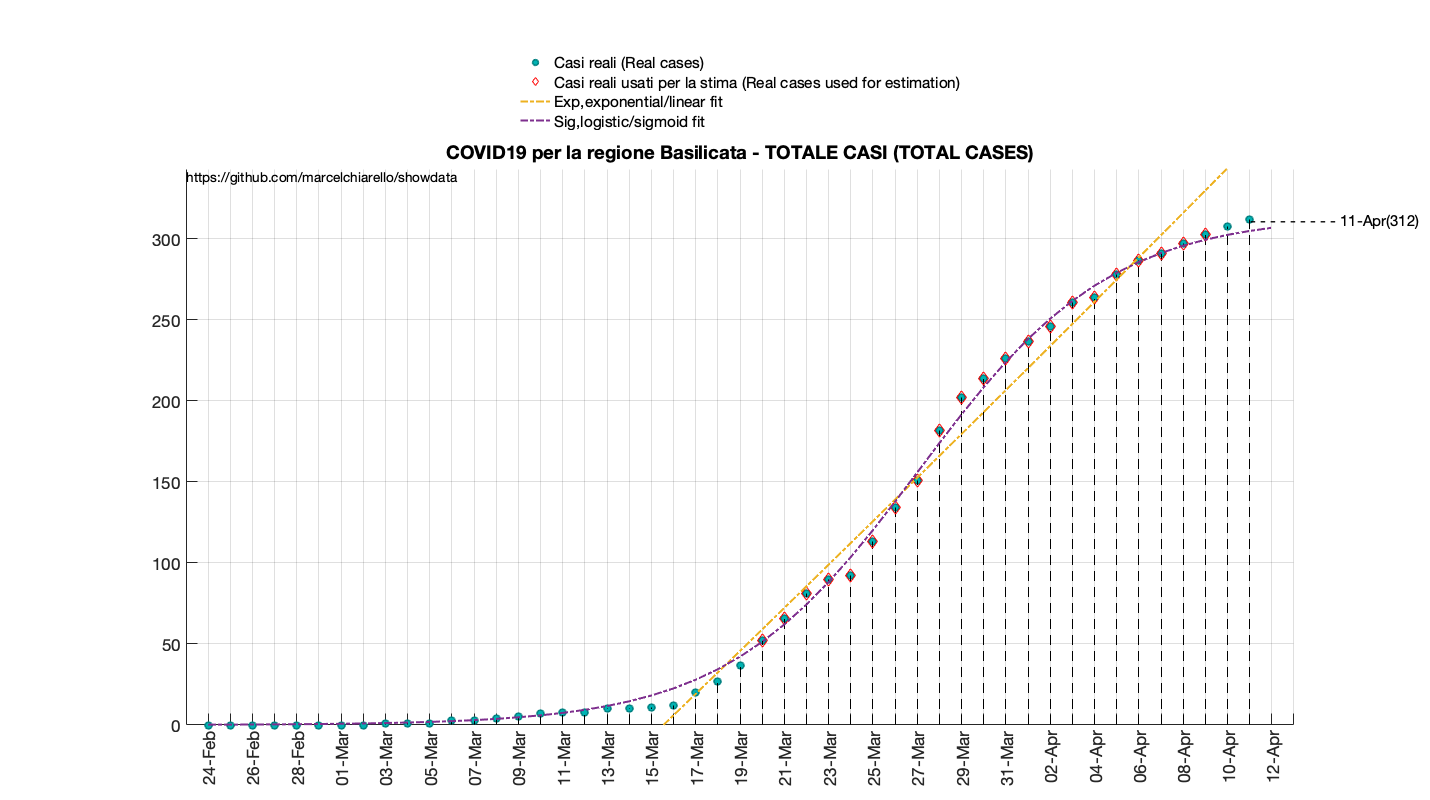 Casi reali (Real cases)
Casi reali usati per la stima (Real cases used for estimation)
Exp,exponential/linear fit
Sig,logistic/sigmoid fit
COVID19 per la regione Basilicata - TOTALE CASI (TOTAL CASES)
https://github.com/marcelchiarello/showdata
11-Apr(312)
300
250
200
150
100
50
0
24-Feb
26-Feb
28-Feb
01-Mar
03-Mar
05-Mar
07-Mar
09-Mar
11-Mar
13-Mar
15-Mar
17-Mar
19-Mar
21-Mar
23-Mar
25-Mar
27-Mar
29-Mar
31-Mar
02-Apr
04-Apr
06-Apr
08-Apr
10-Apr
12-Apr